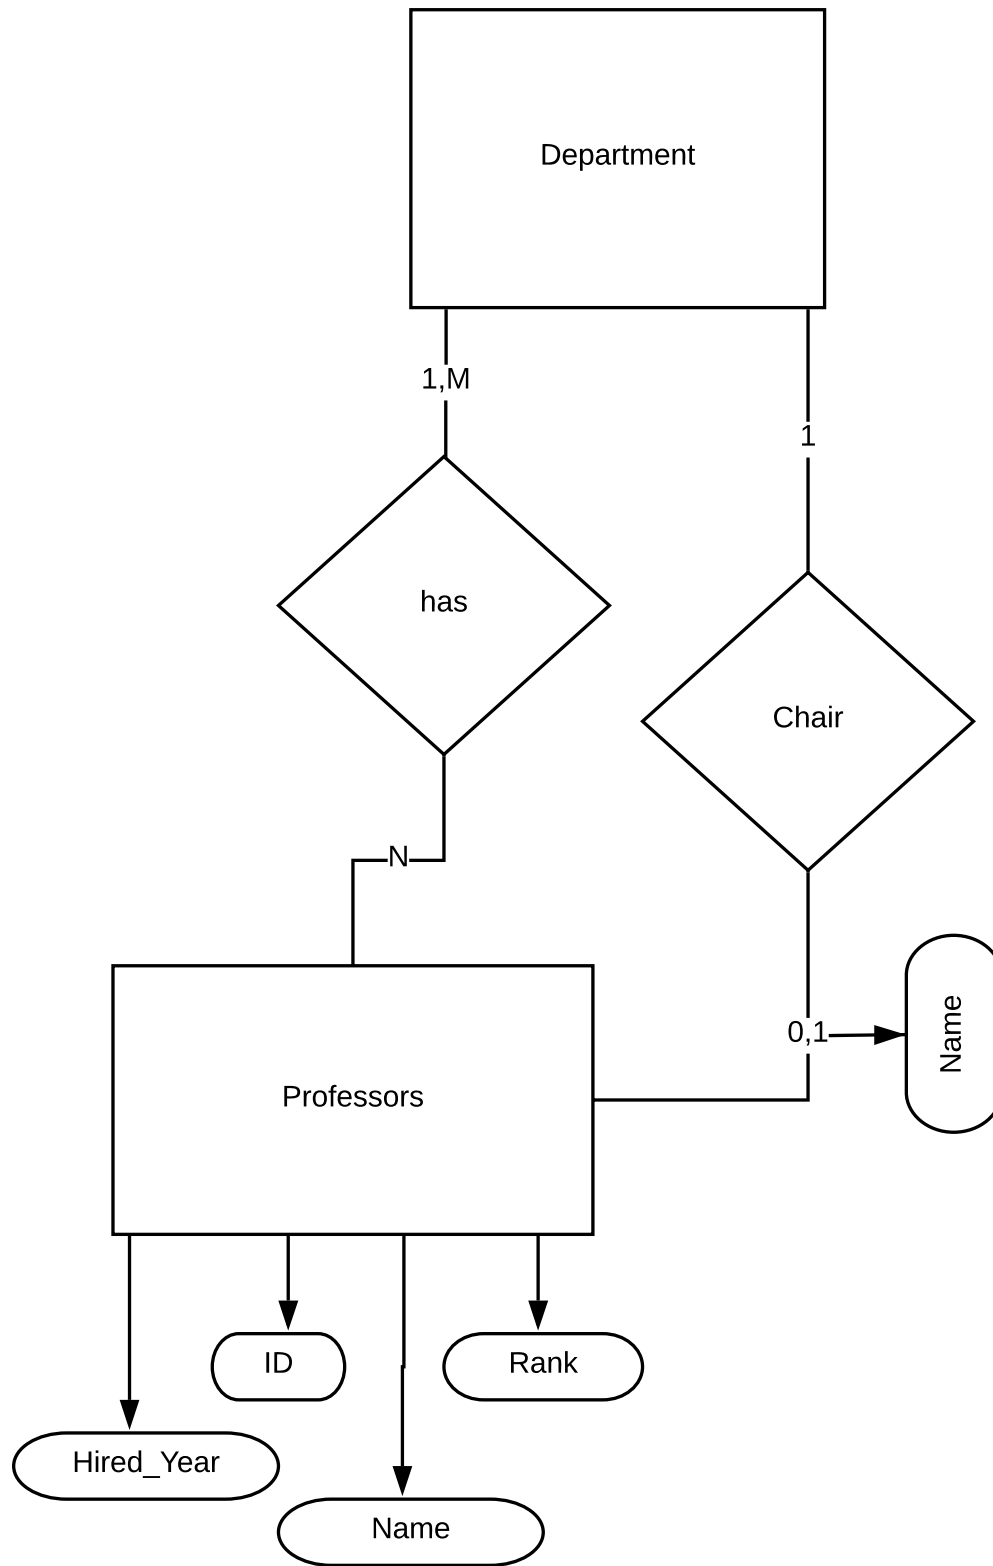 Department
1,M
1
has
Chair
N
0,1
Name
Professors
ID
Rank
Hired_Year
Name